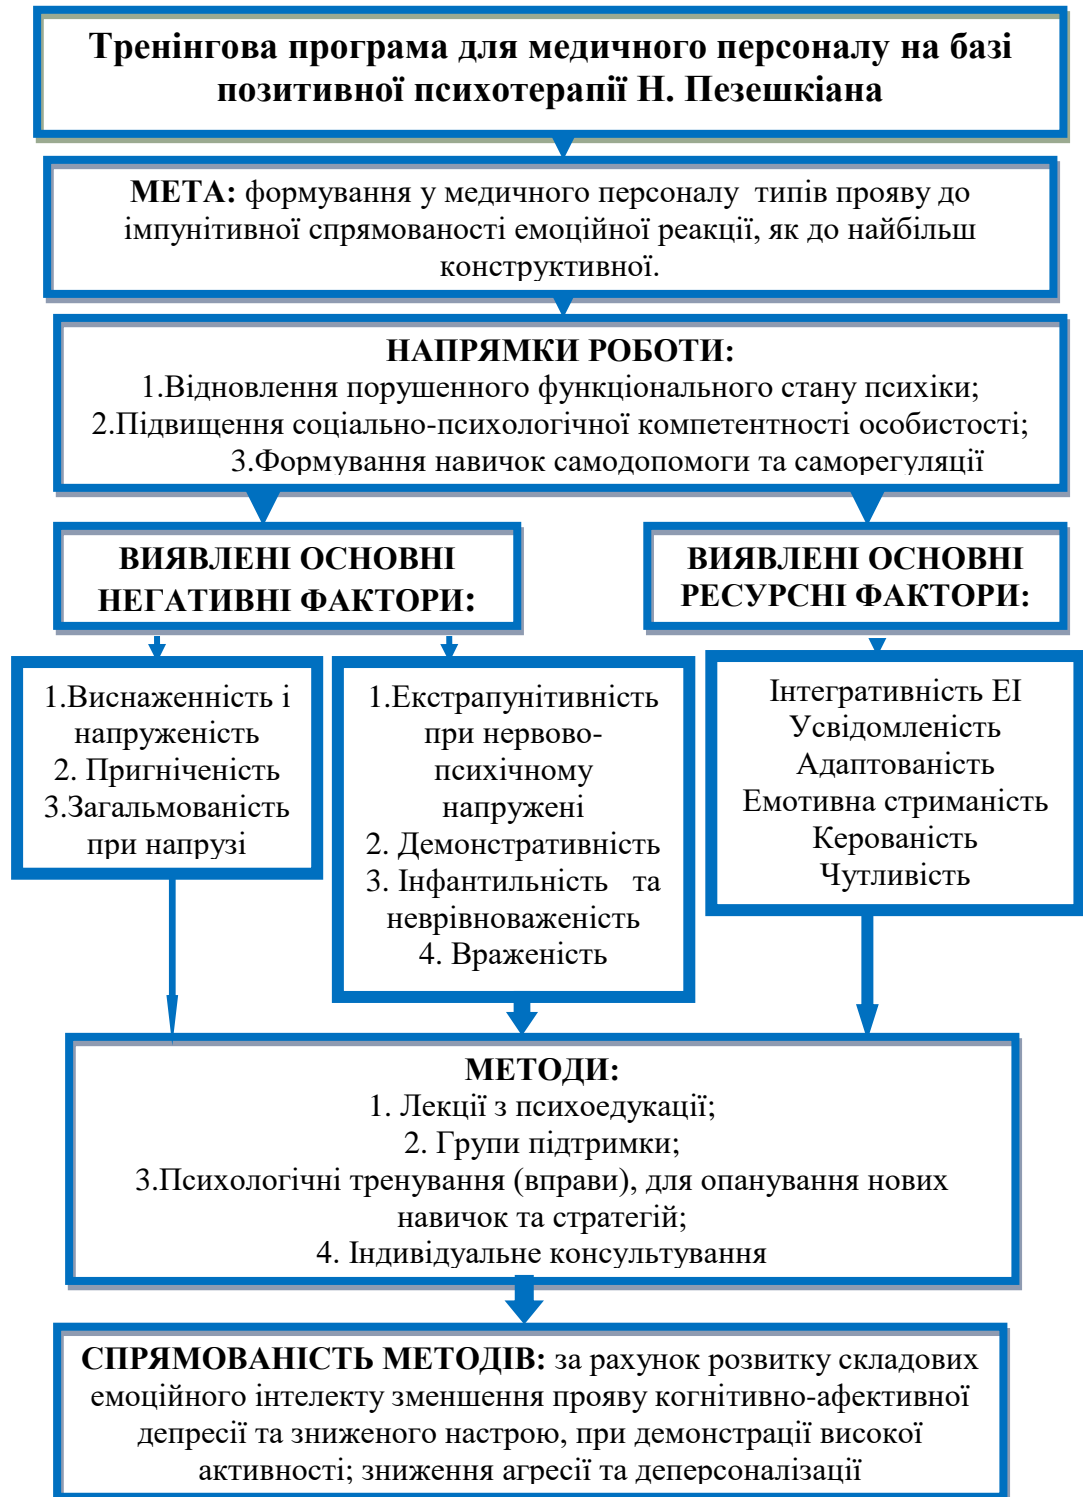 Тренінгова програма для медичного персоналу на базі
позитивної психотерапії Н. Пезешкіана
МЕТА: формування у медичного персоналу типів прояву до
імпунітивної спрямованості емоційної реакції, як до найбільш
конструктивної.
НАПРЯМКИ РОБОТИ:
1.Відновлення порушенного функціонального стану психіки;
2.Підвищення соціально-психологічної компетентності особистості;
3.Формування навичок самодопомоги та саморегуляції
ВИЯВЛЕНІ ОСНОВНІ
НЕГАТИВНІ ФАКТОРИ:
ВИЯВЛЕНІ ОСНОВНІ
РЕСУРСНІ ФАКТОРИ:
1.Виснаженність і
напруженість
2. Пригніченість
3.Загальмованість
при напрузі
1.Екстрапунітивність
при нервово-
психічному
напружені
2. Демонстративність
3. Інфантильність та
неврівноваженість
4. Враженість
Інтегративність ЕІ
Усвідомленість
Адаптованість
Емотивна стриманість
Керованість
Чутливість
МЕТОДИ:
1. Лекції з психоедукації;
2. Групи підтримки;
3.Психологічні тренування (вправи), для опанування нових
навичок та стратегій;
4. Індивідуальне консультування
СПРЯМОВАНІСТЬ МЕТОДІВ: за рахунок розвитку складових
емоційного інтелекту зменшення прояву когнітивно-афективної
депресії та зниженого настрою, при демонстрації високої
активності; зниження агресії та деперсоналізації